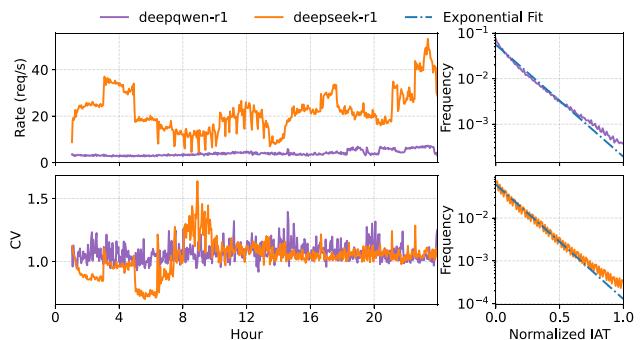 deepqwen-r1 deepseek-r1 Exponential Fit
Rate (req/s)
40
20
0
Frequency
10⁻¹
10⁻²
10⁻³
CV
1.5
1.0
0 4 8 12 16 20
Hour
Frequency
10⁻²
10⁻³
10⁻⁴
0.0 0.5 1.0
Normalized IAT